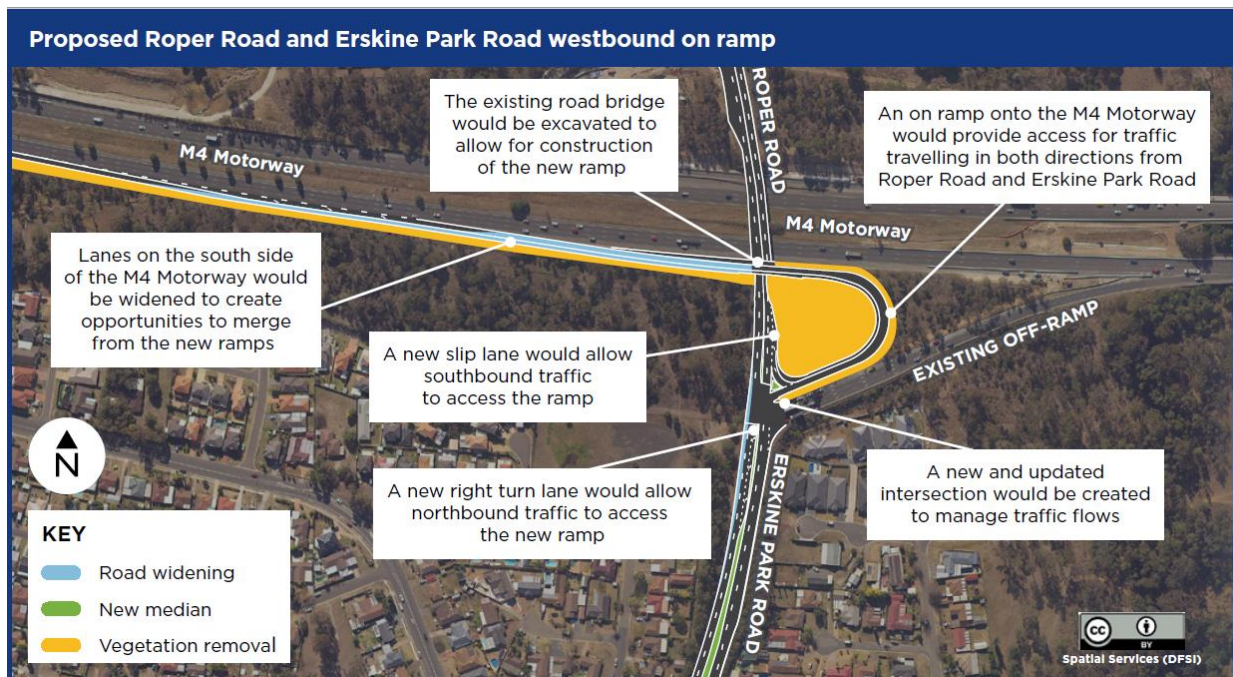 Proposed Roper Road and Erskine Park Road westbound on ramp
The existing road bridge
would be excavated to
allow for construction
of the new ramp
ROPER ROAD
An on ramp onto the M4 Motorway
would provide access for traffic
travelling in both directions from
Roper Road and Erskine Park Road
M4 Motorway
M4 Motorway
Lanes on the south side
of the M4 Motorway would
be widened to create
opportunities to merge
from the new ramps
A new slip lane would allow
southbound traffic
to access the ramp
EXISTING OFF-RAMP
N
A new right turn lane would allow
northbound traffic to access
the new ramp
ERSKINE PARK ROAD
A new and updated
intersection would be created
to manage traffic flows
KEY
Road widening
New median
Vegetation removal
cc
BY
Spatial Services (DFSI)